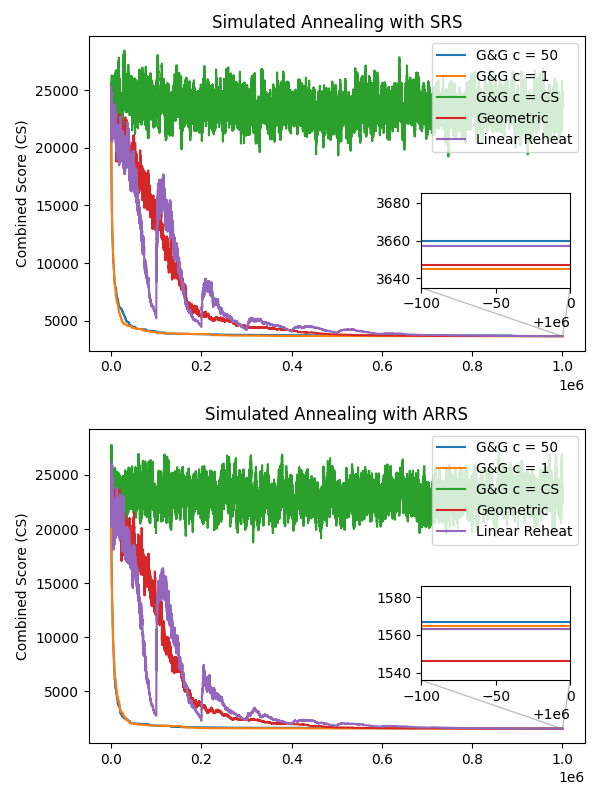 Simulated Annealing with SRS
Combined Score (CS)
25000
20000
15000
10000
5000
G&G c = 50
G&G c = 1
G&G c = CS
Geometric
Linear Reheat
3680
3660
3640
−100
−50
0
+1e6
0.0
0.2
0.4
0.6
0.8
1.0
1e6
Simulated Annealing with ARRS
Combined Score (CS)
25000
20000
15000
10000
5000
G&G c = 50
G&G c = 1
G&G c = CS
Geometric
Linear Reheat
1580
1560
1540
−100
−50
0
+1e6
0.0
0.2
0.4
0.6
0.8
1.0
1e6